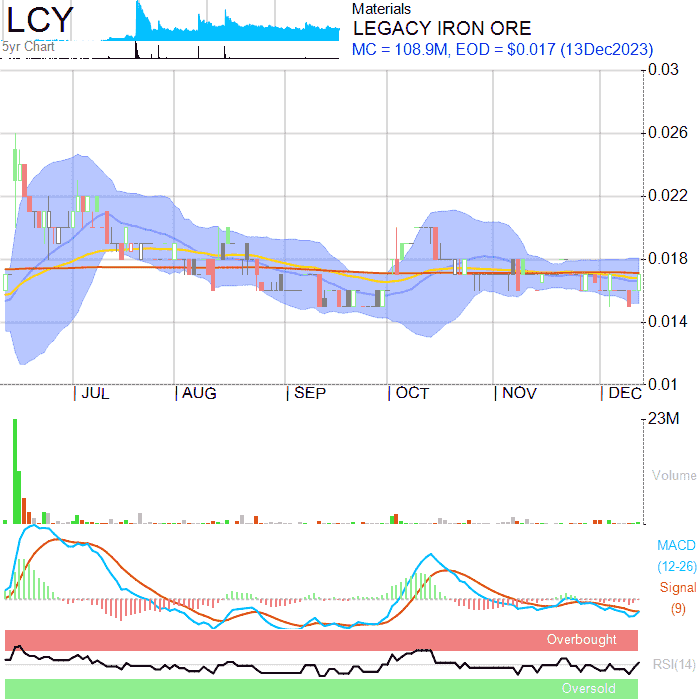 LCY
5yr Chart
Materials
LEGACY IRON ORE
MC = 108.9M, EOD = $0.017 (13Dec2023)
0.03
0.026
0.022
0.018
0.014
0.01
JUL AUG SEP OCT NOV DEC
23M
Volume
MACD
(12-26)
Signal
(9)
Overbought
RSI(14)
Oversold